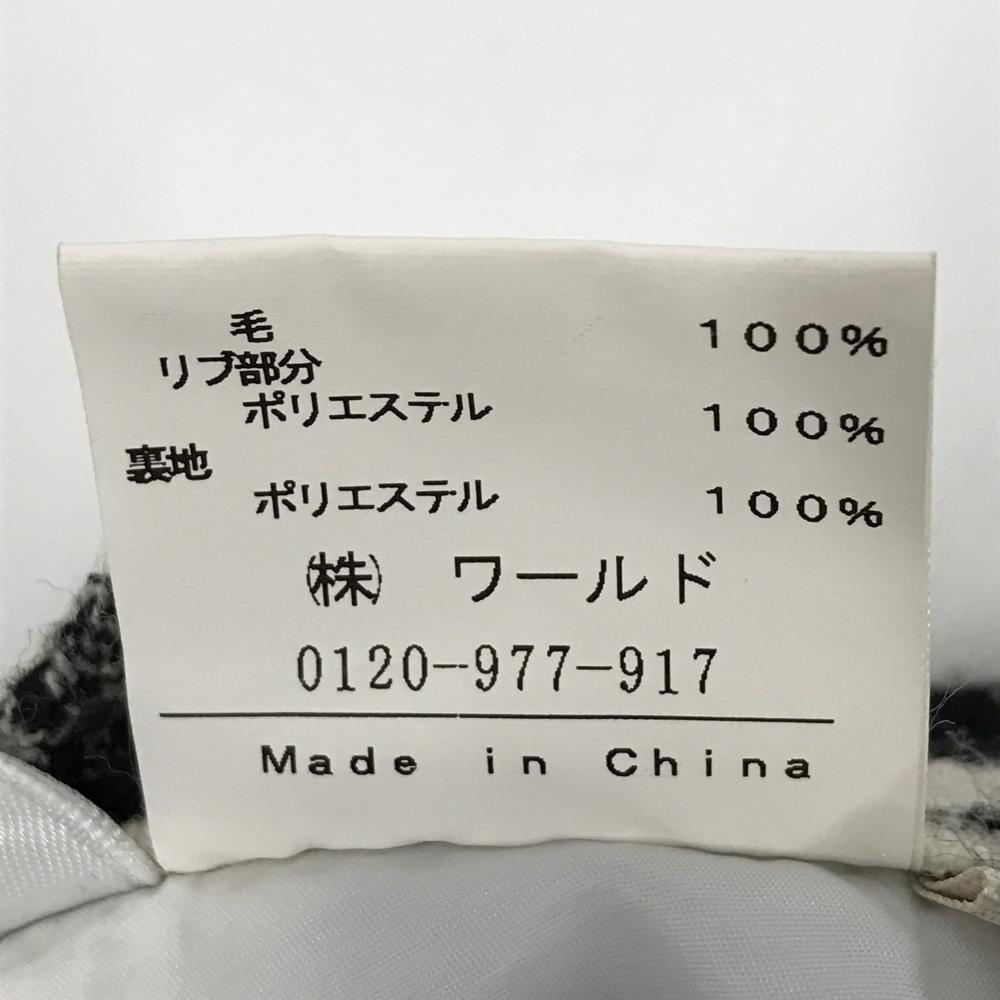 毛 100%
リブ部分
ポリエステル 100%
裏地
ポリエステル 100%
㈱ ワールド
0120-977-917
Made in China